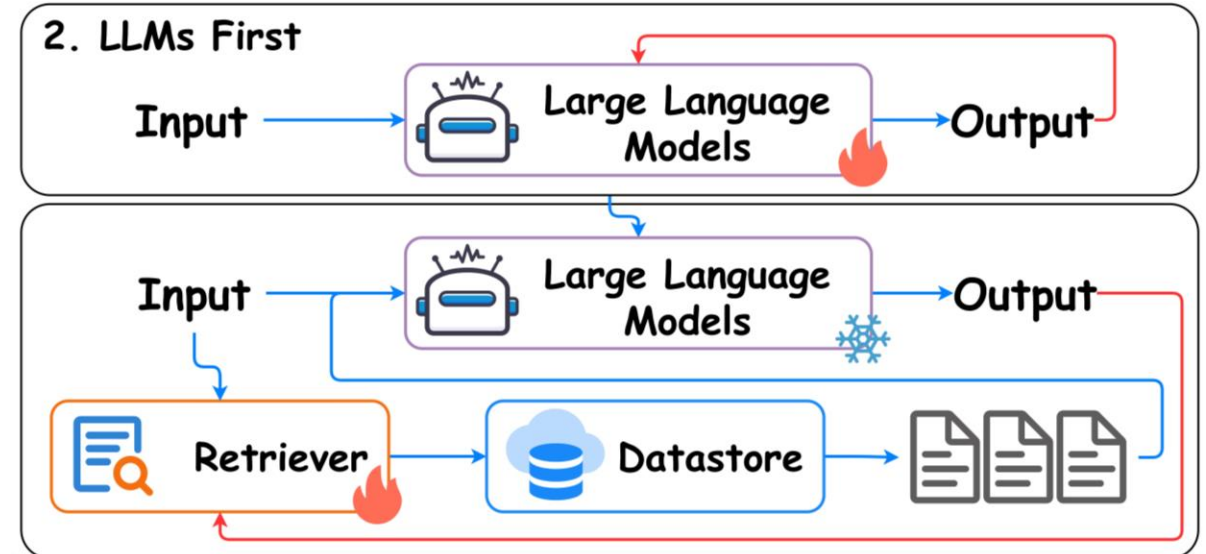 2. LLMs First
Input
Large Language
Models
Output
Input
Large Language
Models
Output
Retriever
Datastore